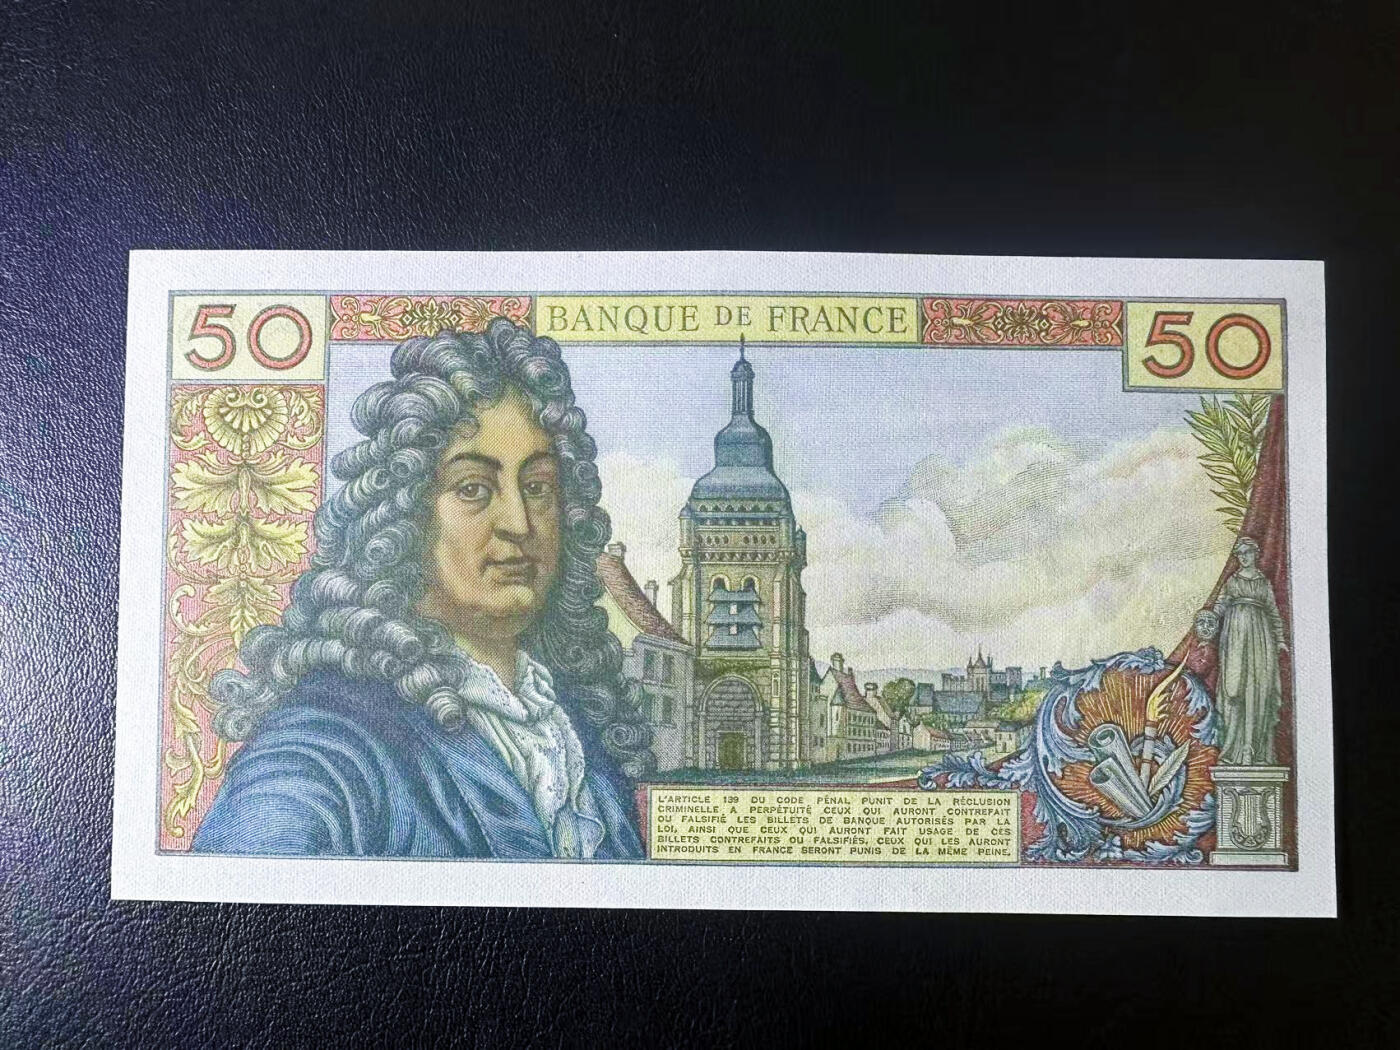 50
BANQUE DE FRANCE
50
L'ARTICLE 139 DU CODE PÉNAL PUNIT DE LA RÉCLUSION
CRIMINELLE A PERPÉTUITÉ CEUX QUI AURONT CONTREFAIT
OU FALSIFIÉ LES BILLETS DE BANQUE AUTORISÉS PAR LA
LOI, AINSI QUE CEUX QUI AURONT FAIT USAGE DE CES
BILLETS CONTREFAITS OU FALSIFIÉS, CEUX QUI LES AURONT
INTRODUITS EN FRANCE SERONT PUNIS DE LA MÊME PEINE.